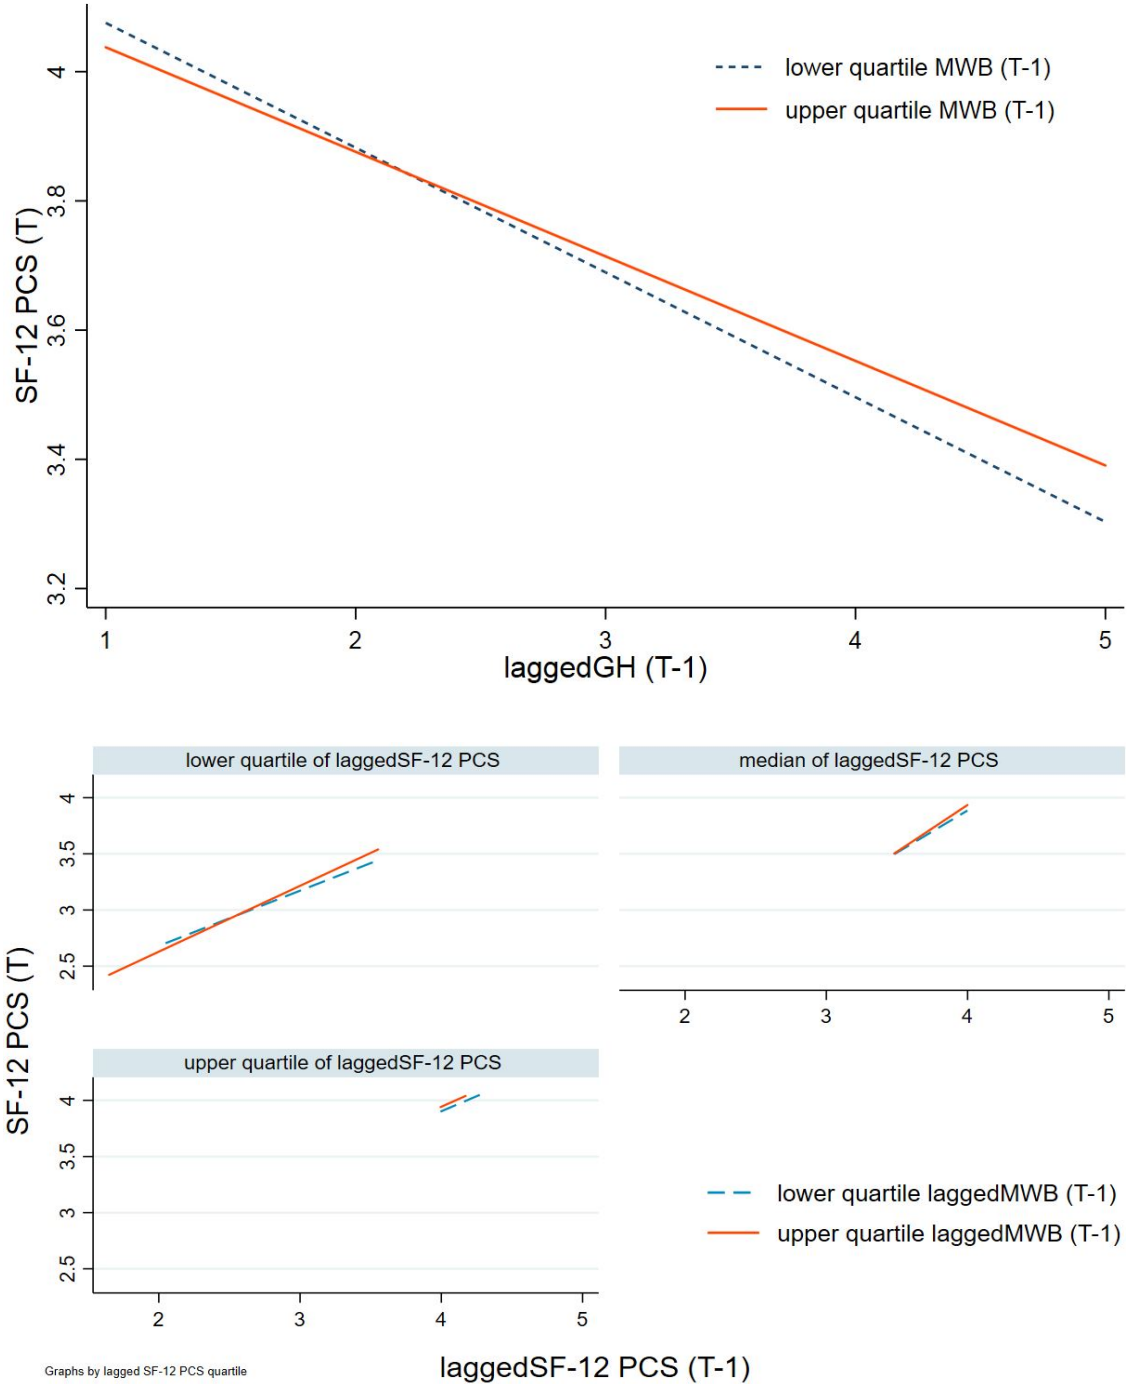 4
3.8
3.6
3.4
3.2
SF-12 PCS (T)
lower quartile MWB (T-1)
upper quartile MWB (T-1)
1 2 3 4 5
laggedGH (T-1)
lower quartile of laggedSF-12 PCS
4
3.5
3
2.5
median of laggedSF-12 PCS
2 3 4 5
SF-12 PCS (T)
upper quartile of laggedSF-12 PCS
4
3.5
3
2.5
2 3 4 5
lower quartile laggedMWB (T-1)
upper quartile laggedMWB (T-1)
laggedSF-12 PCS (T-1)
Graphs by lagged SF-12 PCS quartile